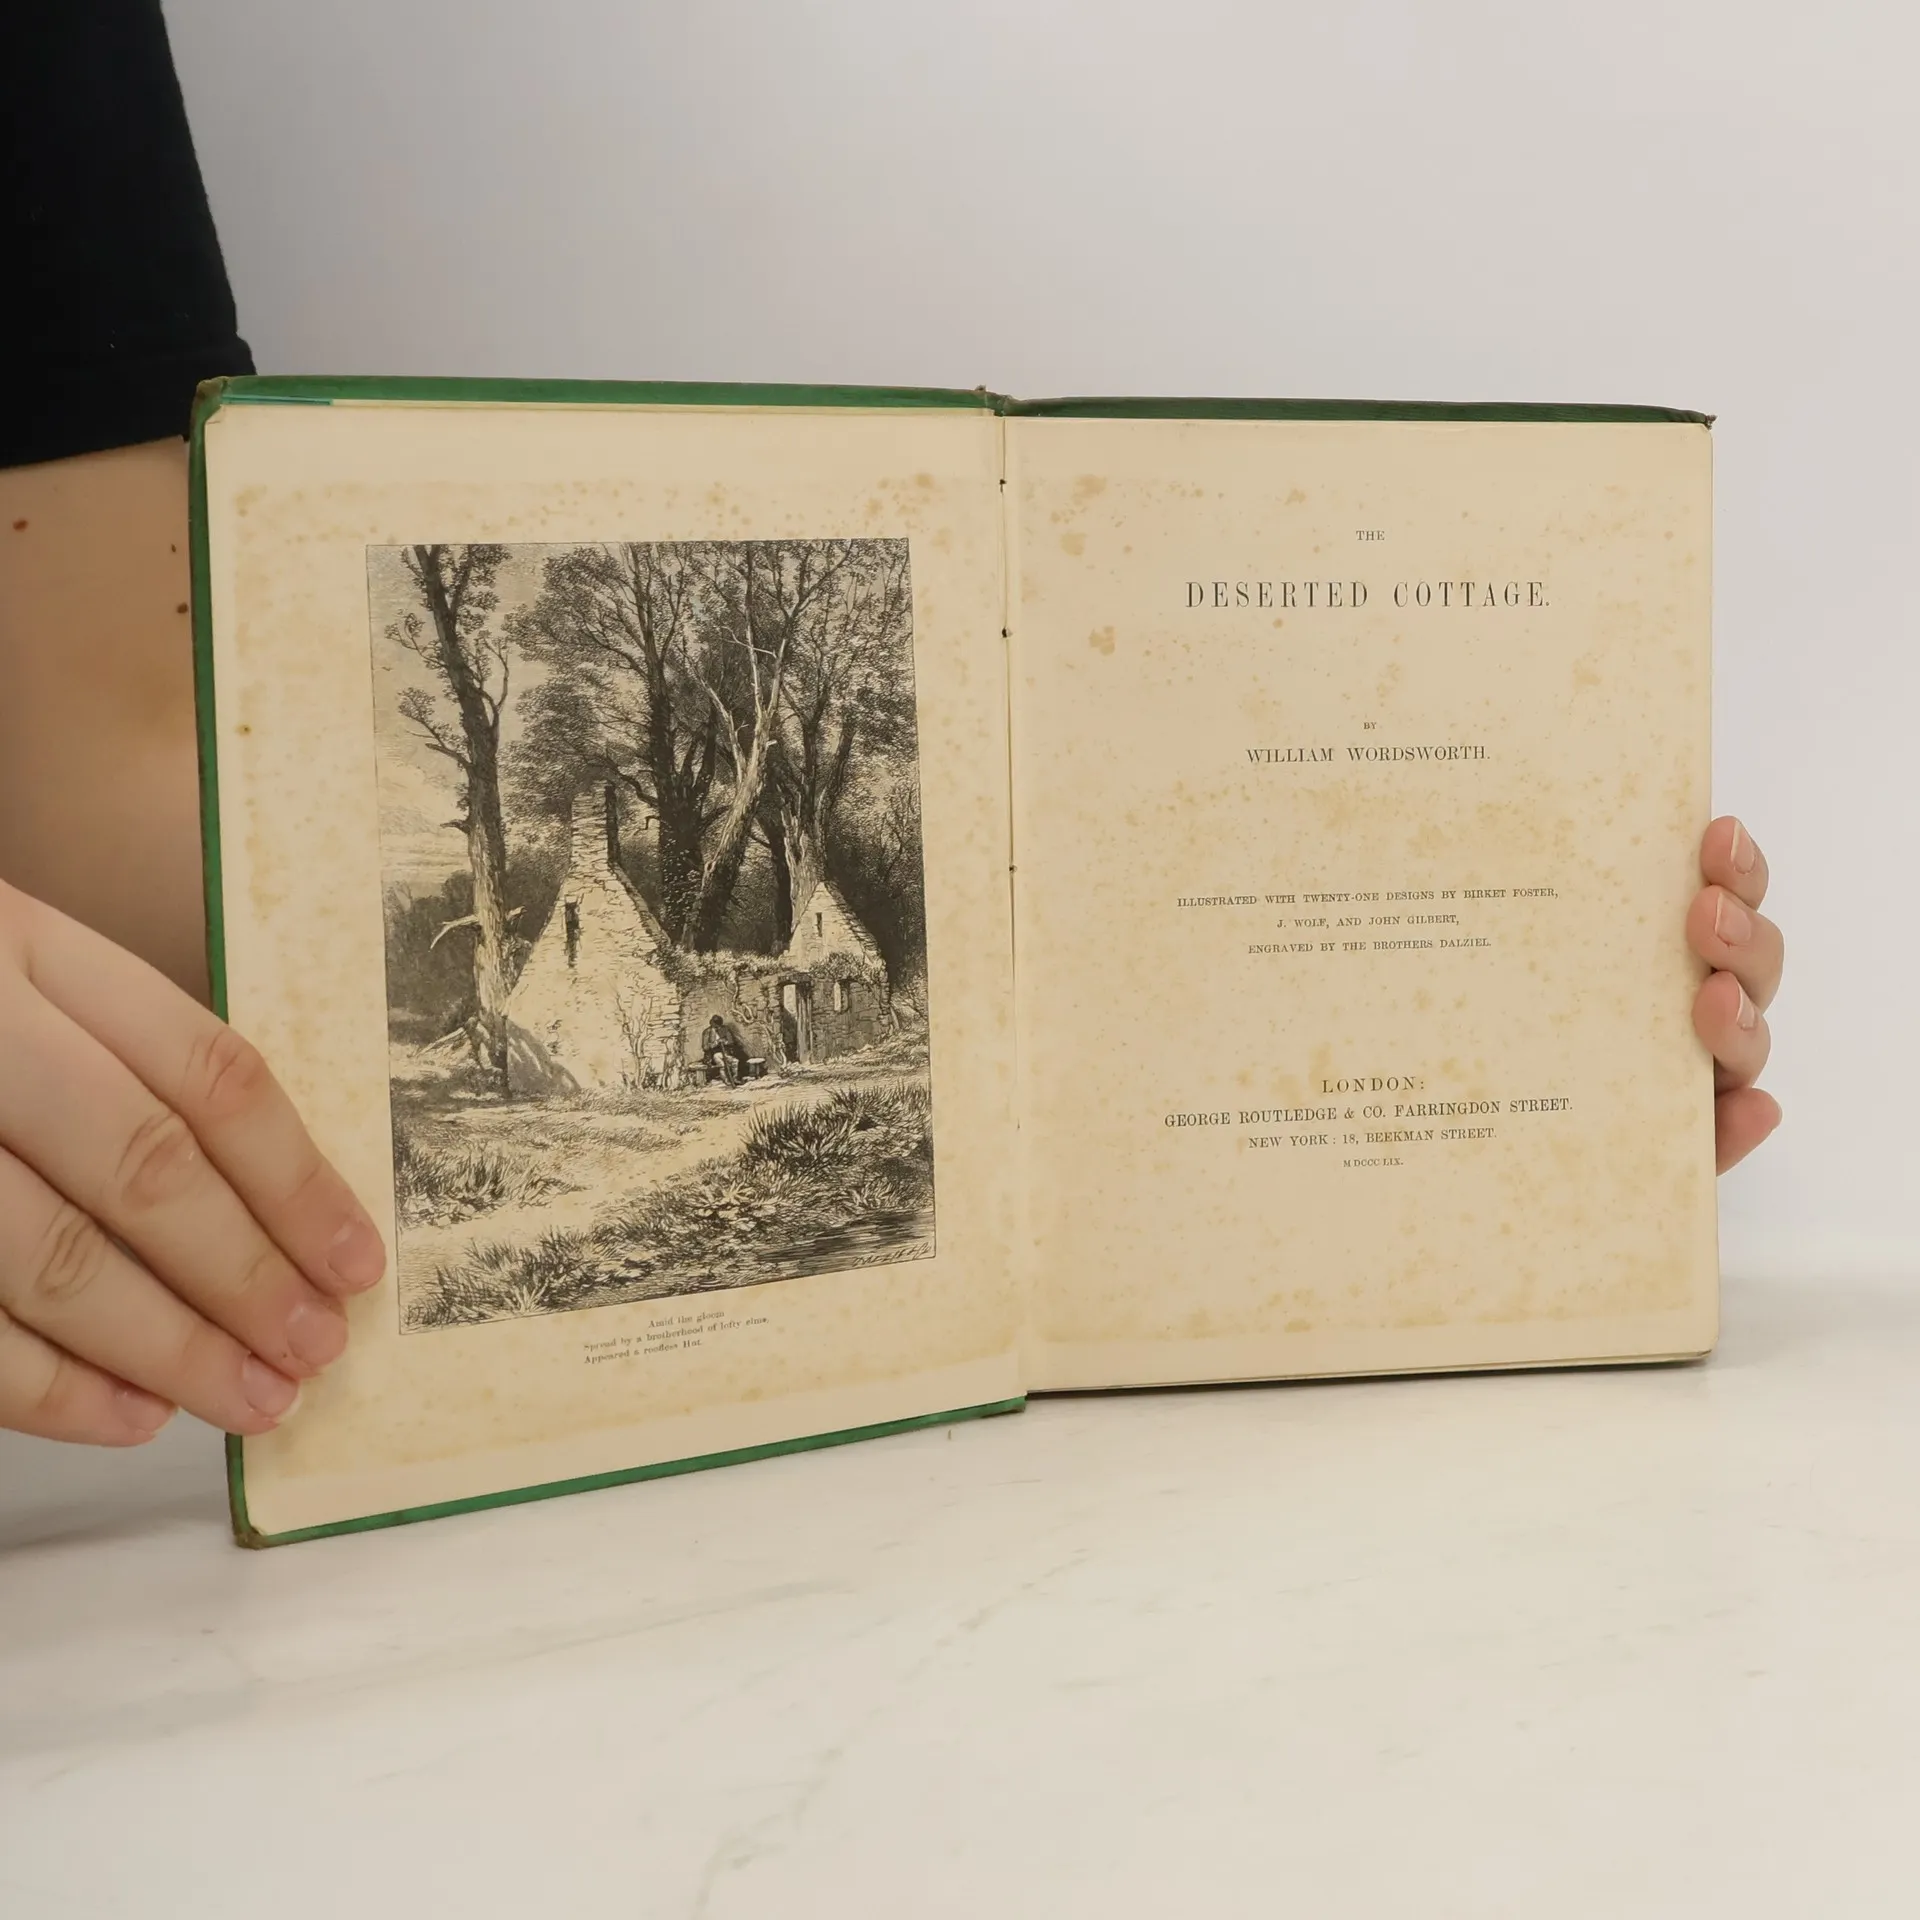 Amid the gloom
Spread by a brotherhood of lofty elms,
Appeared a roofless Hut.
THE
DESERTED COTTAGE.
BY
WILLIAM WORDSWORTH.
ILLUSTRATED WITH TWENTY-ONE DESIGNS BY BIRKET FOSTER,
J. WOLF, AND JOHN GILBERT,
ENGRAVED BY THE BROTHERS DALZIEL.
LONDON:
GEORGE ROUTLEDGE & CO. FARRINGDON STREET.
NEW YORK: 18, BEEKMAN STREET.
MDCCCLIX.